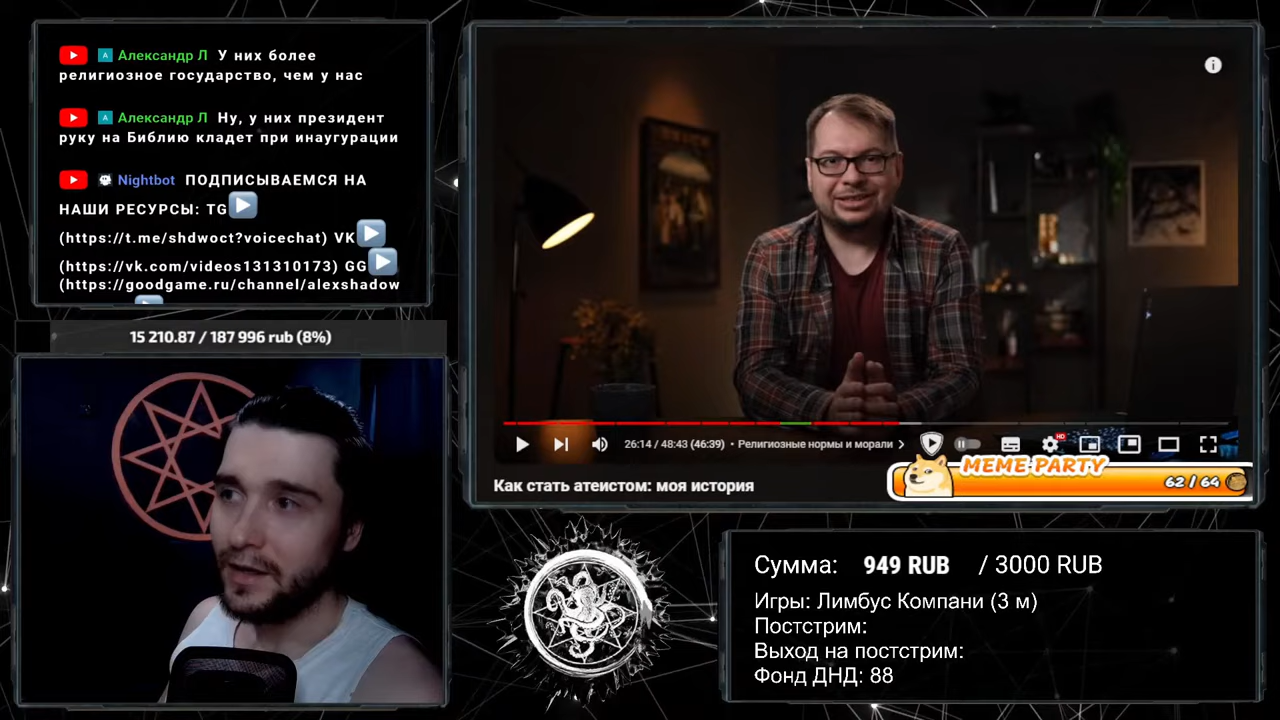 Александр Л У них более
религиозное государство, чем у нас
Александр Л Ну, у них президент
руку на Библию кладет при инаугурации
Nightbot ПОДПИСЫВАЕМСЯ НА
НАШИ РЕСУРСЫ: TG
(https://t.me/shdwoct?voicechat) VK
(https://vk.com/videos131310173) GG
(https://goodgame.ru/channel/alexshadow
15 210.87 / 187 996 rub (8%)
26:14 / 48:43 (46:39) • Религиозные нормы и морали
HD
Как стать атеистом: моя история
MEME PARTY
62 / 64
Сумма: 949 RUB / 3000 RUB
Игры: Лимбус Компани (3 м)
Постстрим:
Выход на постстрим:
Фонд ДНД: 88